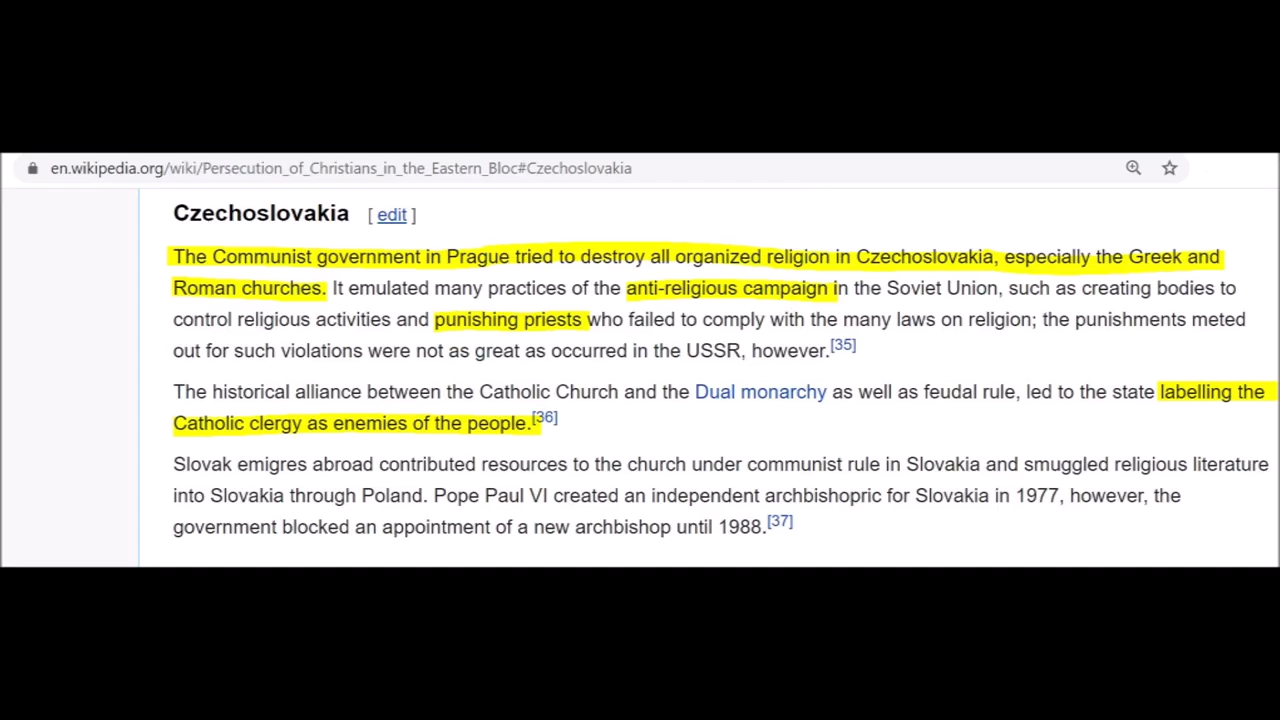 en.wikipedia.org/wiki/Persecution_of_Christians_in_the_Eastern_Bloc#Czechoslovakia
Czechoslovakia [ edit ]
The Communist government in Prague tried to destroy all organized religion in Czechoslovakia, especially the Greek and
Roman churches. It emulated many practices of the anti-religious campaign in the Soviet Union, such as creating bodies to
control religious activities and punishing priests who failed to comply with the many laws on religion; the punishments meted
out for such violations were not as great as occurred in the USSR, however.[35]
The historical alliance between the Catholic Church and the Dual monarchy as well as feudal rule, led to the state labelling the
Catholic clergy as enemies of the people.[36]
Slovak emigres abroad contributed resources to the church under communist rule in Slovakia and smuggled religious literature
into Slovakia through Poland. Pope Paul VI created an independent archbishopric for Slovakia in 1977, however, the
government blocked an appointment of a new archbishop until 1988.[37]